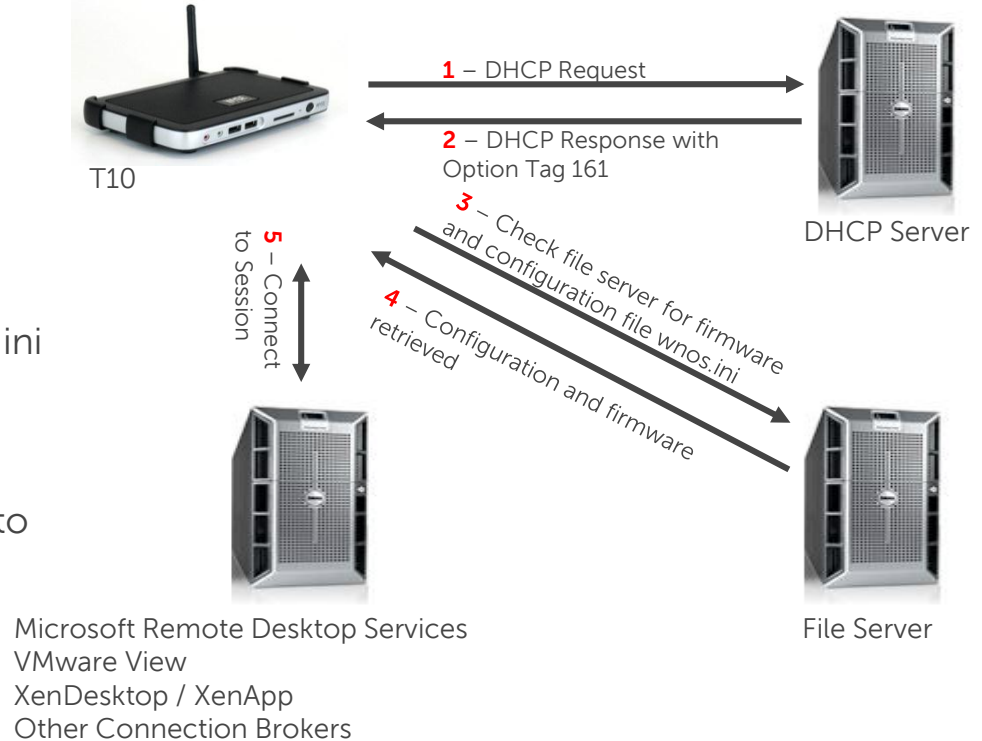 1 – DHCP Request
2 – DHCP Response with
Option Tag 161
T10
DHCP Server
3 – Check file server for firmware
and configuration file wnos.ini
4 – Configuration and firmware
retrieved
5 – Connect
to Session
ini
to
Microsoft Remote Desktop Services
VMware View
XenDesktop / XenApp
Other Connection Brokers
File Server